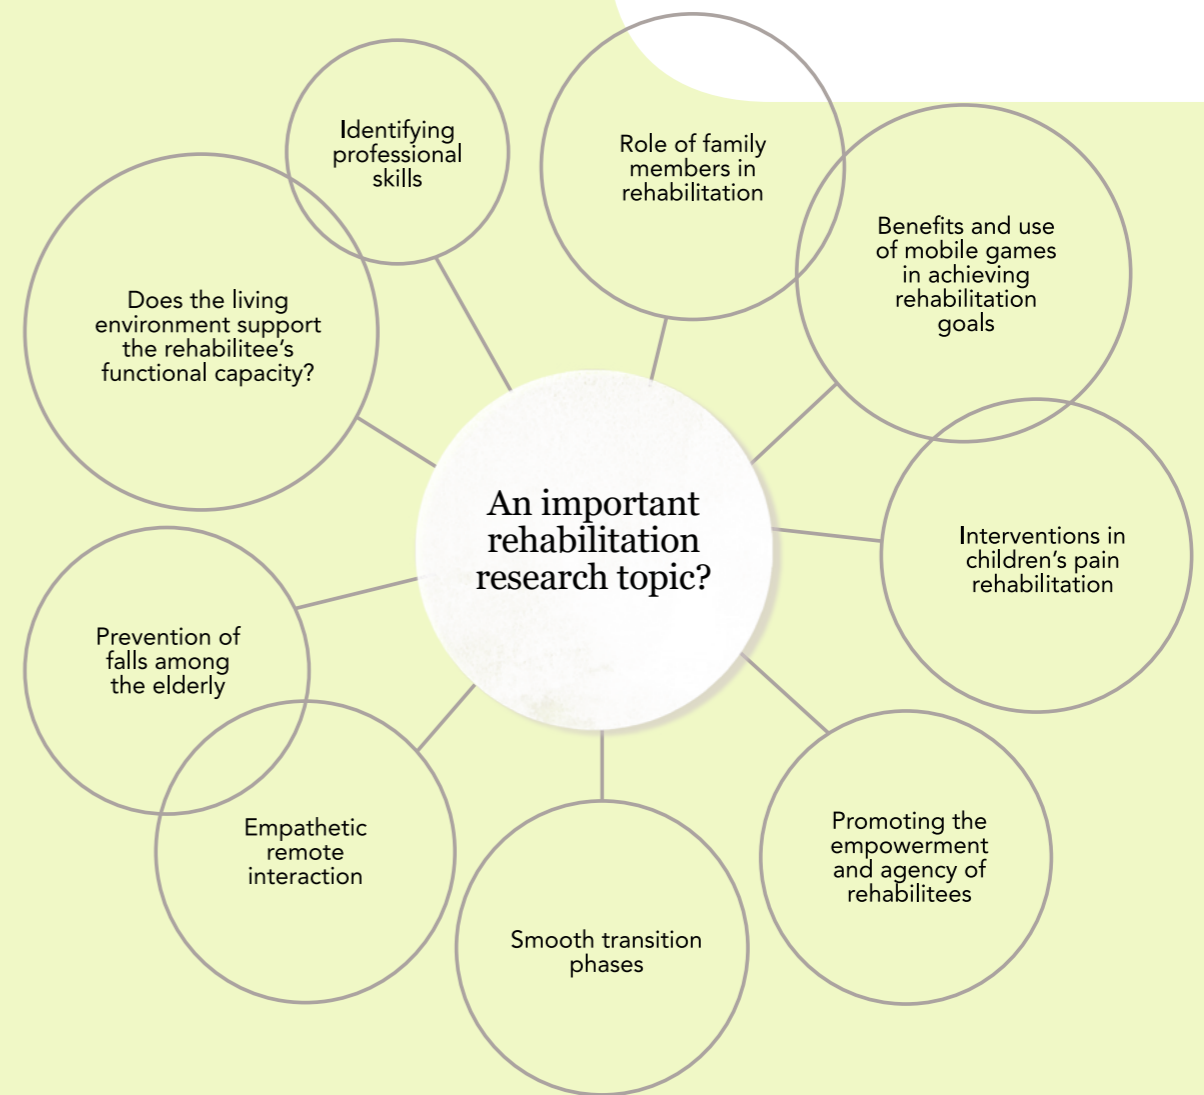 Identifying
professional
skills
Role of family
members in
rehabilitation
Benefits and use
of mobile games
in achieving
rehabilitation
goals
Does the living
environment support
the rehabilitee's
functional capacity?
An important
rehabilitation
research topic?
Interventions in
children's pain
rehabilitation
Prevention of
falls among
the elderly
Empathetic
remote
interaction
Smooth transition
phases
Promoting the
empowerment
and agency of
rehabilitees